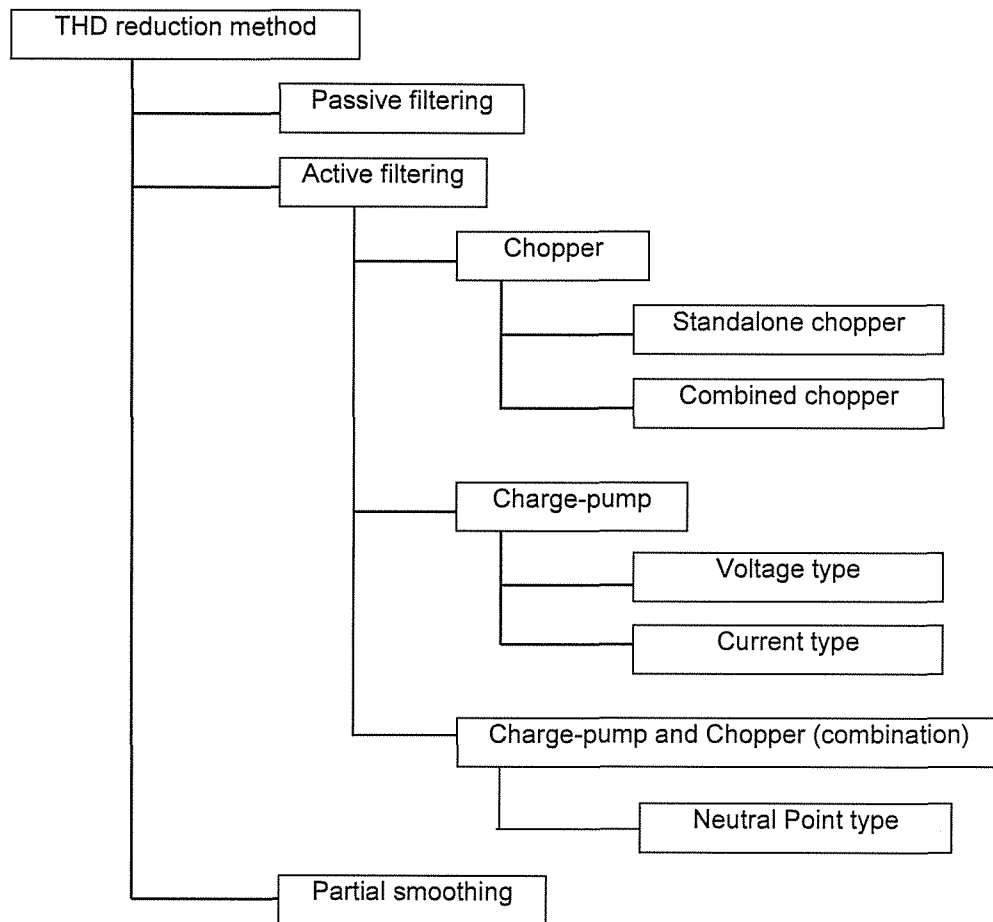 THD reduction method
Passive filtering
Active filtering
Chopper
Standalone chopper
Combined chopper
Charge-pump
Voltage type
Current type
Charge-pump and Chopper (combination)
Neutral Point type
Partial smoothing